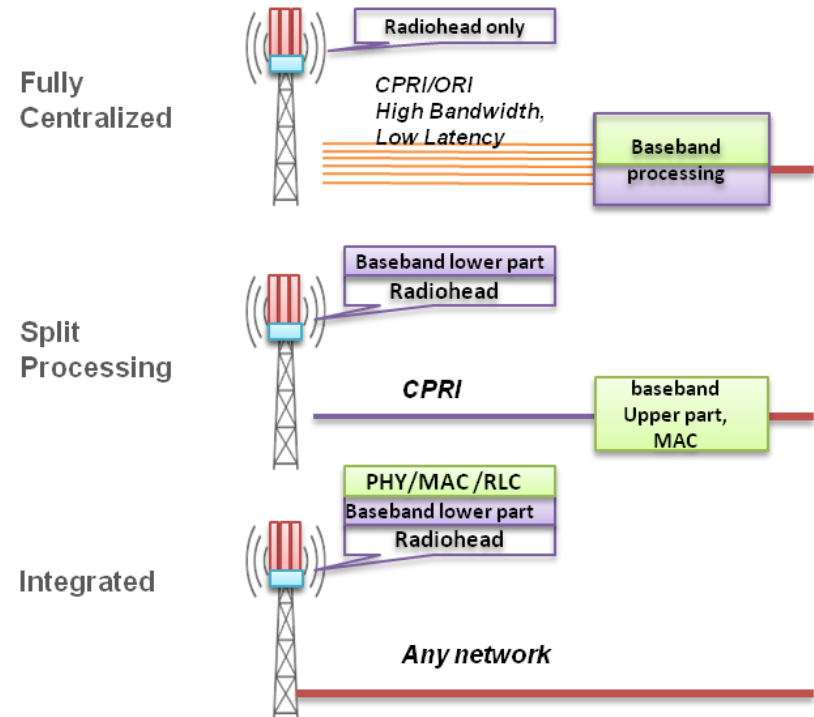 Fully
Centralized
Radiohead only
CPRI/ORI
High Bandwidth,
Low Latency
Baseband
processing
Split
Processing
Baseband lower part
Radiohead
CPRI
baseband
Upper part,
MAC
Integrated
PHY/MAC /RLC
Baseband lower part
Radiohead
Any network